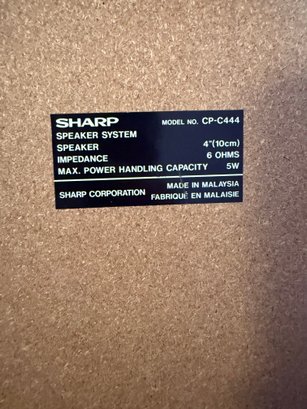 SHARP MODEL NO. CP-C444
SPEAKER SYSTEM
SPEAKER 4"(10cm)
IMPEDANCE 6 OHMS
MAX. POWER HANDLING CAPACITY 5W
SHARP CORPORATION MADE IN MALAYSIA
FABRIQUÉ EN MALAISIE